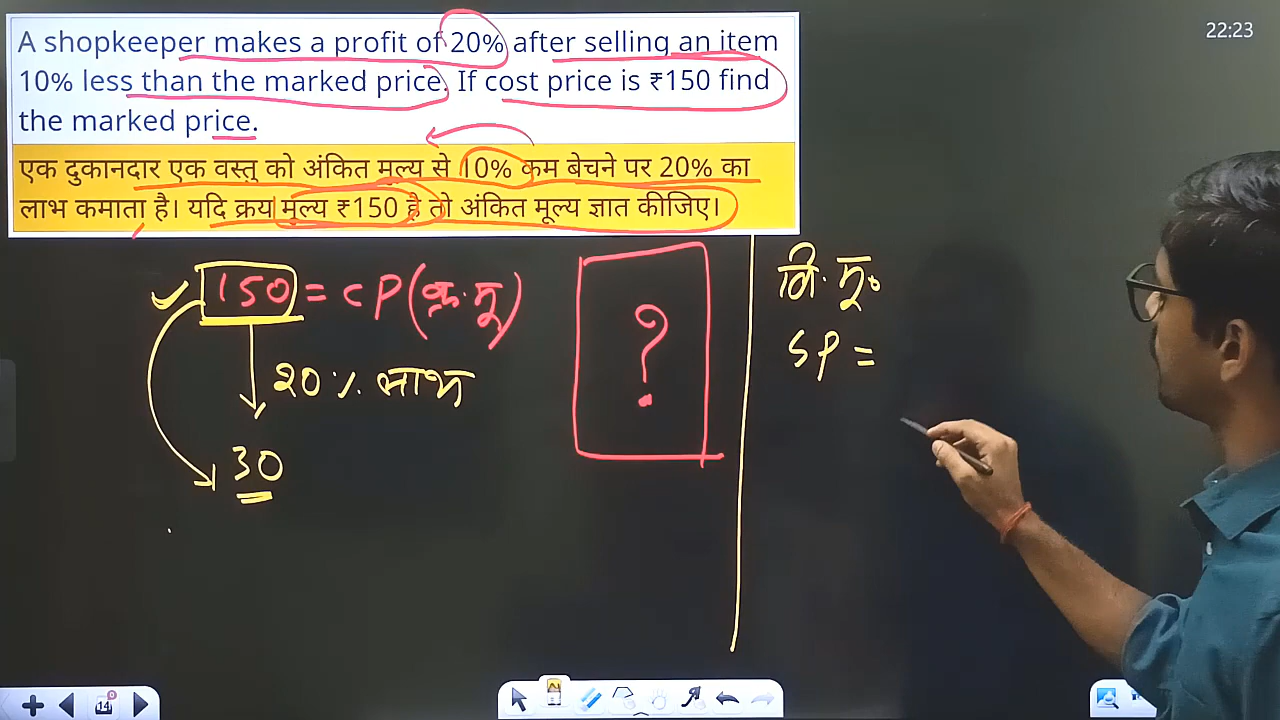 22:23
A shopkeeper makes a profit of 20% after selling an item
10% less than the marked price. If cost price is ₹150 find
the marked price.
एक दुकानदार एक वस्तु को अंकित मूल्य से 10% कम बेचने पर 20% का
लाभ कमाता है। यदि क्रय मूल्य ₹150 है तो अंकित मूल्य ज्ञात कीजिए।
150 = CP (क्र. मू)
20% लाभ
30
?
वि. मू०
SP =
14
0